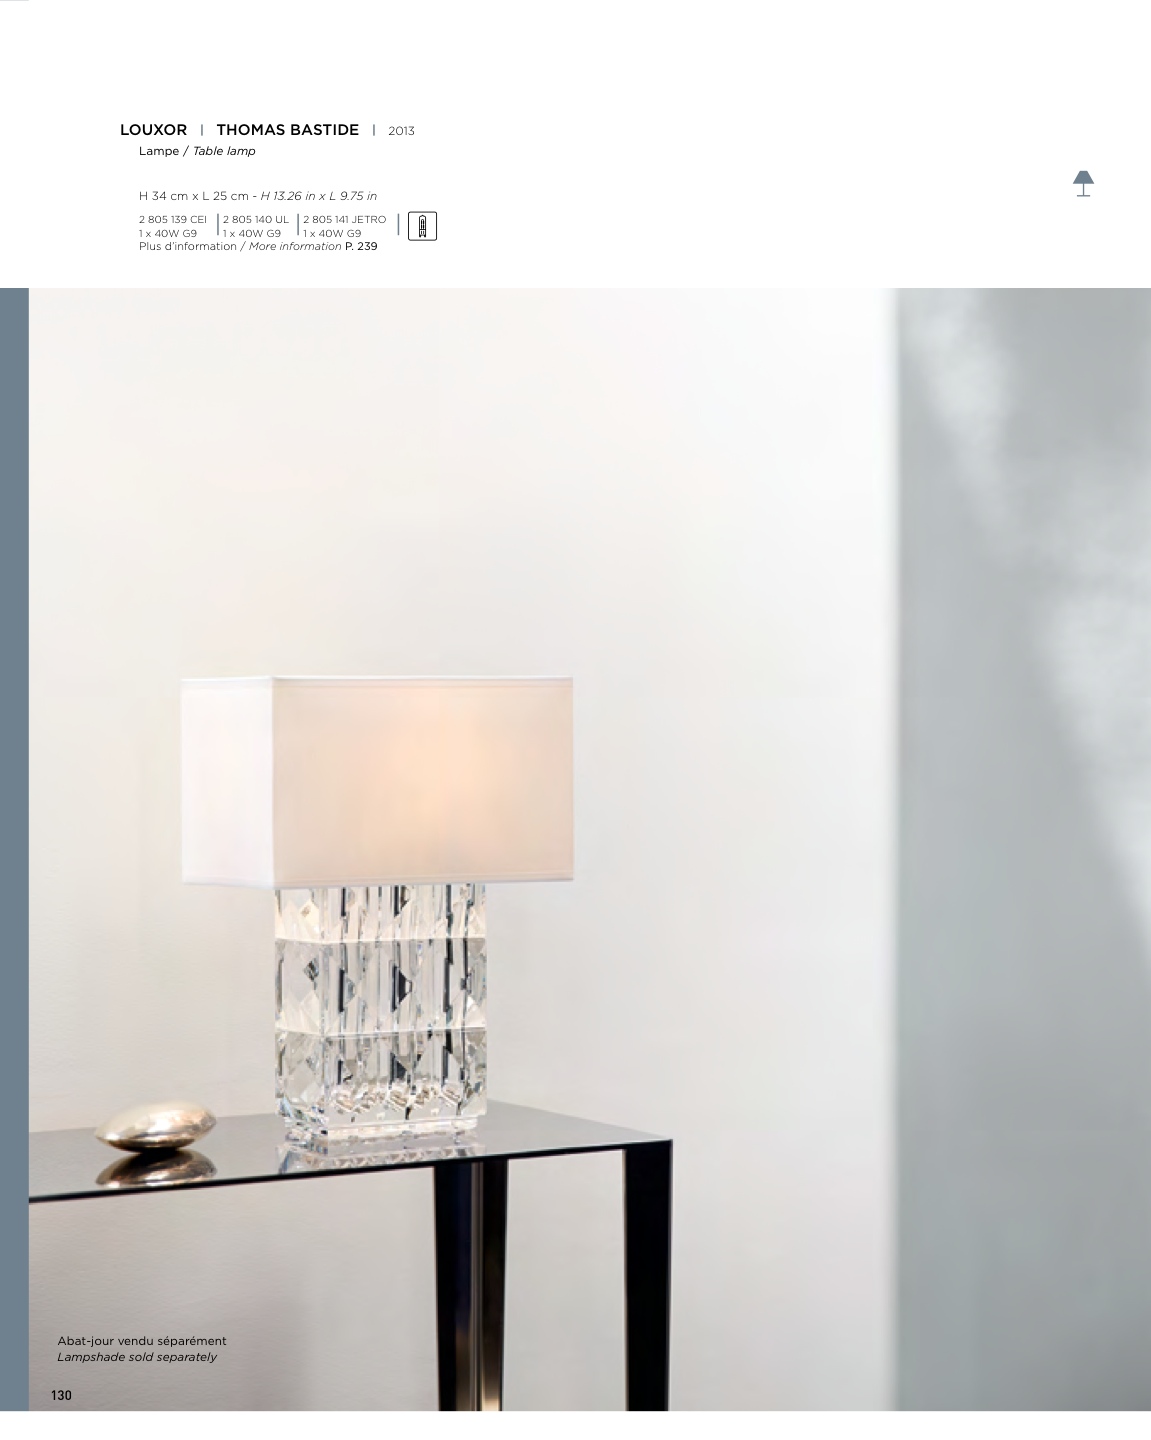 LOUXOR | THOMAS BASTIDE | 2013
Lampe / Table lamp
H 34 cm x L 25 cm - H 13.26 in x L 9.75 in
2 805 139 CEI | 2 805 140 UL | 2 805 141 JETRO
1 x 40W G9 | 1 x 40W G9 | 1 x 40W G9
Plus d'information / More information P. 239
Abat-jour vendu séparément
Lampshade sold separately
130